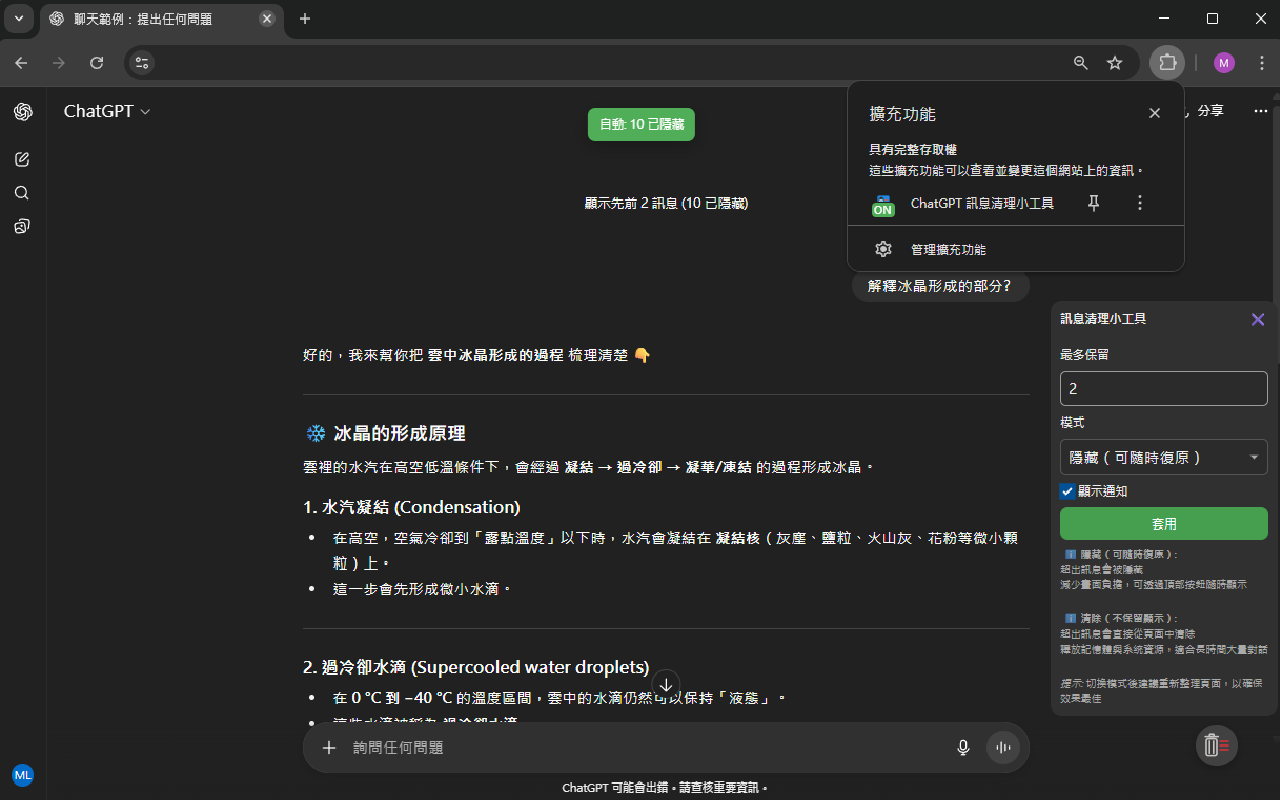 聊天範例：提出任何問題
M
ChatGPT
自動: 10 已隱藏
分享
擴充功能
具有完整存取權
這些擴充功能可以查看並變更這個網站上的資訊。
ON
ChatGPT 訊息清理小工具
管理擴充功能
顯示先前 2 訊息 (10 已隱藏)
解釋冰晶形成的部分?
好的，我來幫你把 雲中冰晶形成的過程 梳理清楚 👇
❄️ 冰晶的形成原理
雲裡的水汽在高空低溫條件下，會經過 凝結 → 過冷卻 → 凝華/凍結 的過程形成冰晶。
1. 水汽凝結 (Condensation)
• 在高空，空氣冷卻到「露點溫度」以下時，水汽會凝結在 凝結核（灰塵、鹽粒、火山灰、花粉等微小顆
粒）上。
• 這一步會先形成微小水滴。
2. 過冷卻水滴 (Supercooled water droplets)
• 在 0 °C 到 −40 °C 的溫度區間，雲中的水滴仍然可以保持「液態」。
• 這些水滴被稱為 過冷卻水滴
詢問任何問題
ChatGPT 可能會出錯。請查核重要資訊。
ML
訊息清理小工具
最多保留
2
模式
隱藏（可隨時復原）
顯示通知
套用
ℹ️ 隱藏（可隨時復原）:
超出訊息會被隱藏
減少畫面負擔，可透過頂部按鈕隨時顯示
ℹ️ 清除（不保留顯示）:
超出訊息會直接從頁面中清除
釋放記憶體與系統資源。適合長時間大量對話
提示: 切換模式後建議重新整理頁面，以確保
效果最佳